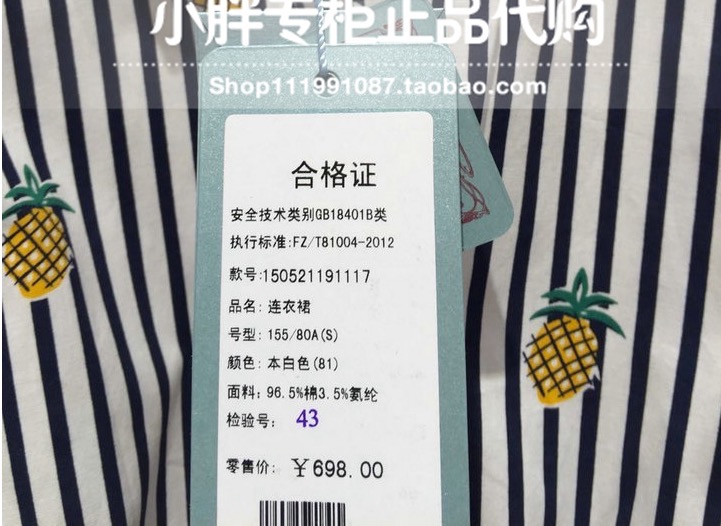 小胖专柜正品代购
Shop111991087.taobao.com
合格证
安全技术类别GB18401B类
执行标准:FZ/T81004-2012
款号:150521191117
品名: 连衣裙
号型: 155/80A(S)
颜色: 本白色(81)
面料: 96.5%棉3.5%氨纶
检验号: 43
零售价: ￥698.00